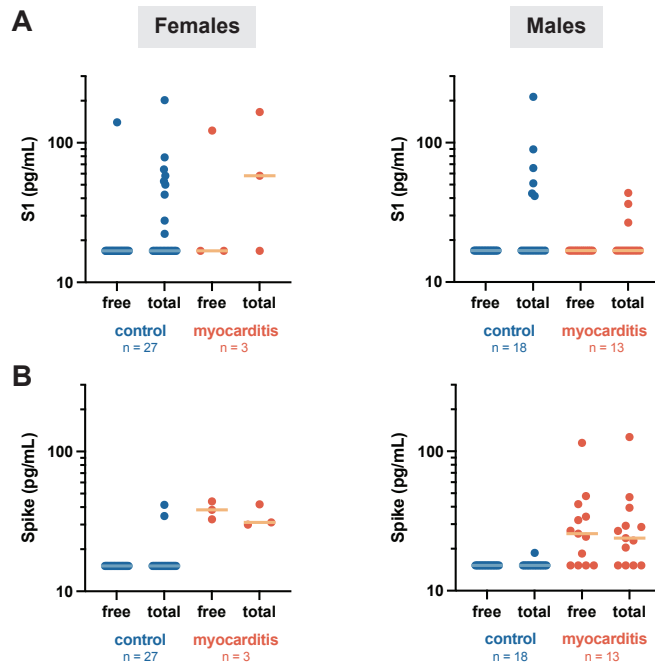 A
Females
Males
S1 (pg/mL)
100
10
free
total
free
total
control
myocarditis
n = 27
n = 3
S1 (pg/mL)
100
10
free
total
free
total
control
myocarditis
n = 18
n = 13
B
Spike (pg/mL)
100
10
free
total
free
total
control
myocarditis
n = 27
n = 3
Spike (pg/mL)
100
10
free
total
free
total
control
myocarditis
n = 18
n = 13